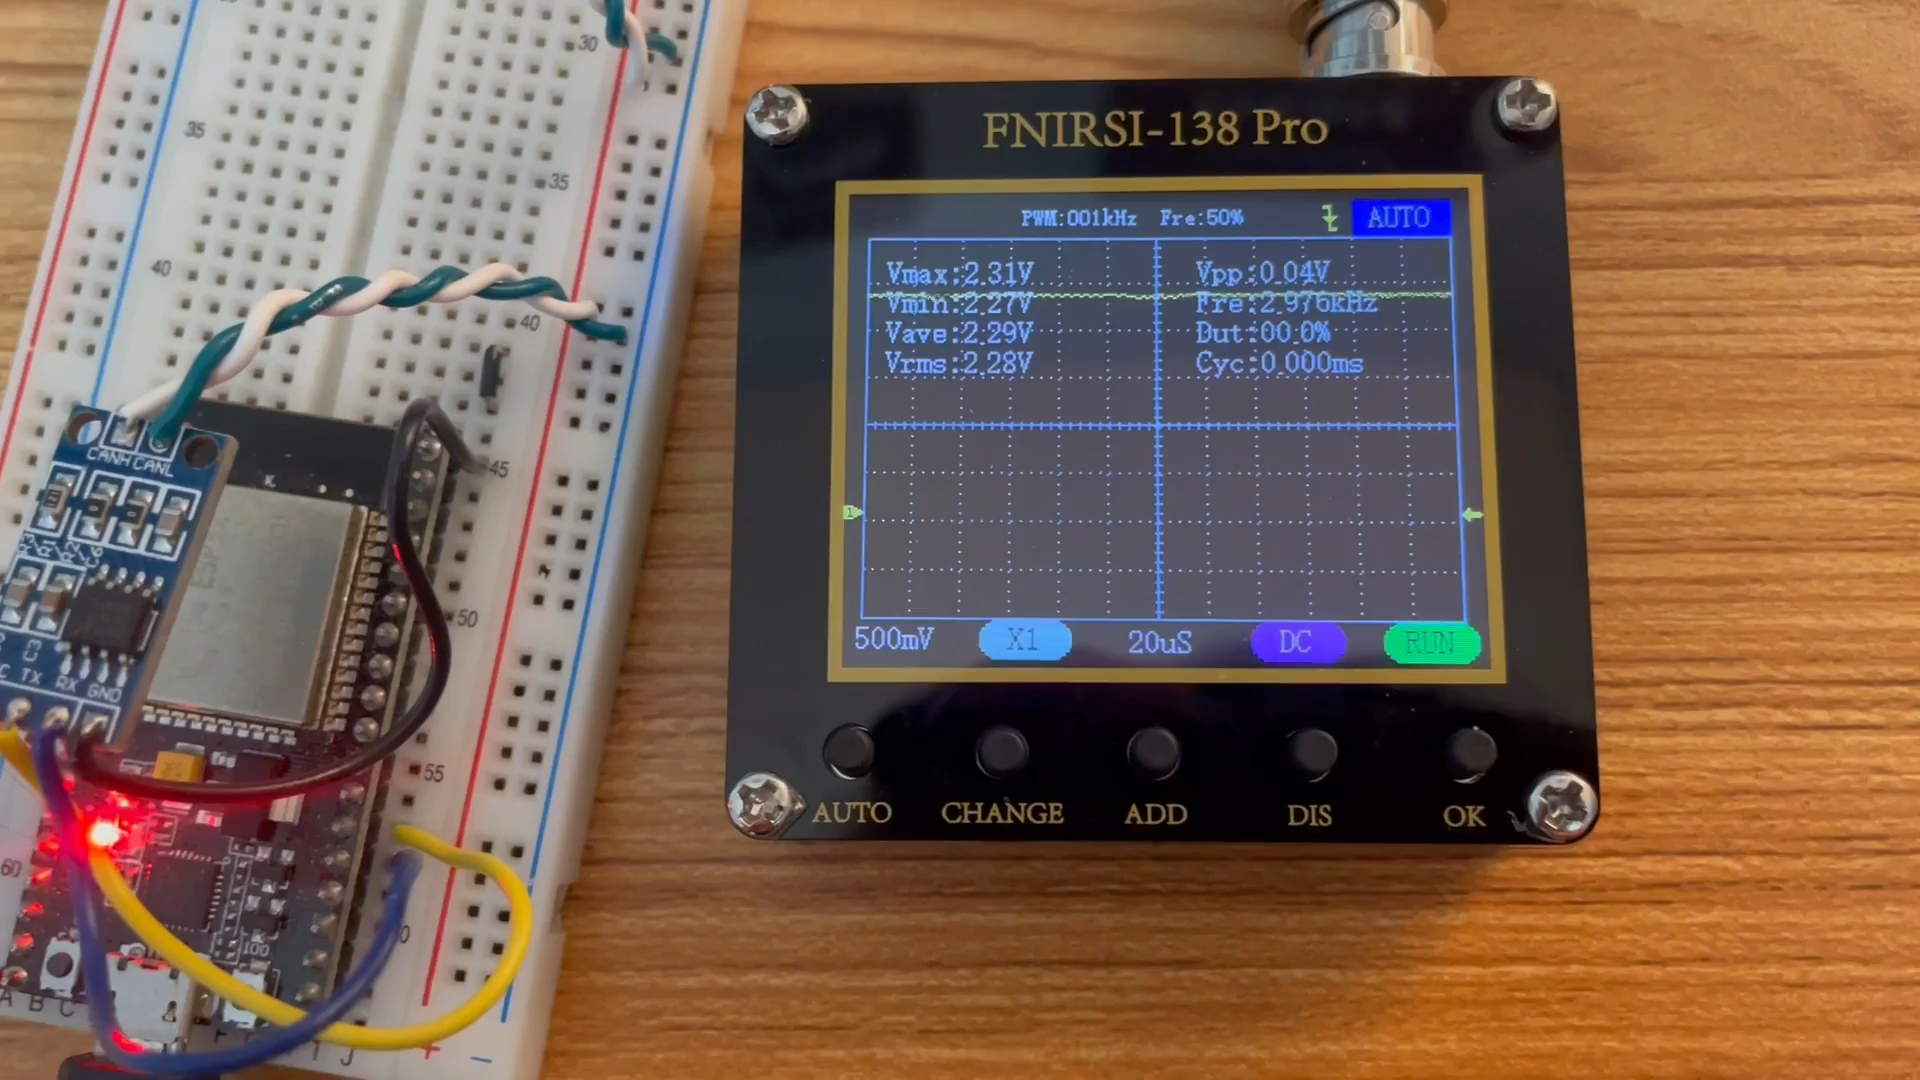 FNIRSI-138 Pro
PWM:001kHz Fre:50% AUTO
Vmax:2.31V Vpp:0.04V
Vmin:2.27V Fre:2.976kHz
Vave:2.29V Dut:00.0%
Vrms:2.28V Cyc:0.000ms
1
500mV X1 20uS DC RUN
AUTO CHANGE ADD DIS OK
30
35
35
40
40
45
50
55
60
CANH CANL
TX RX GND
100
A B C
J
+ −